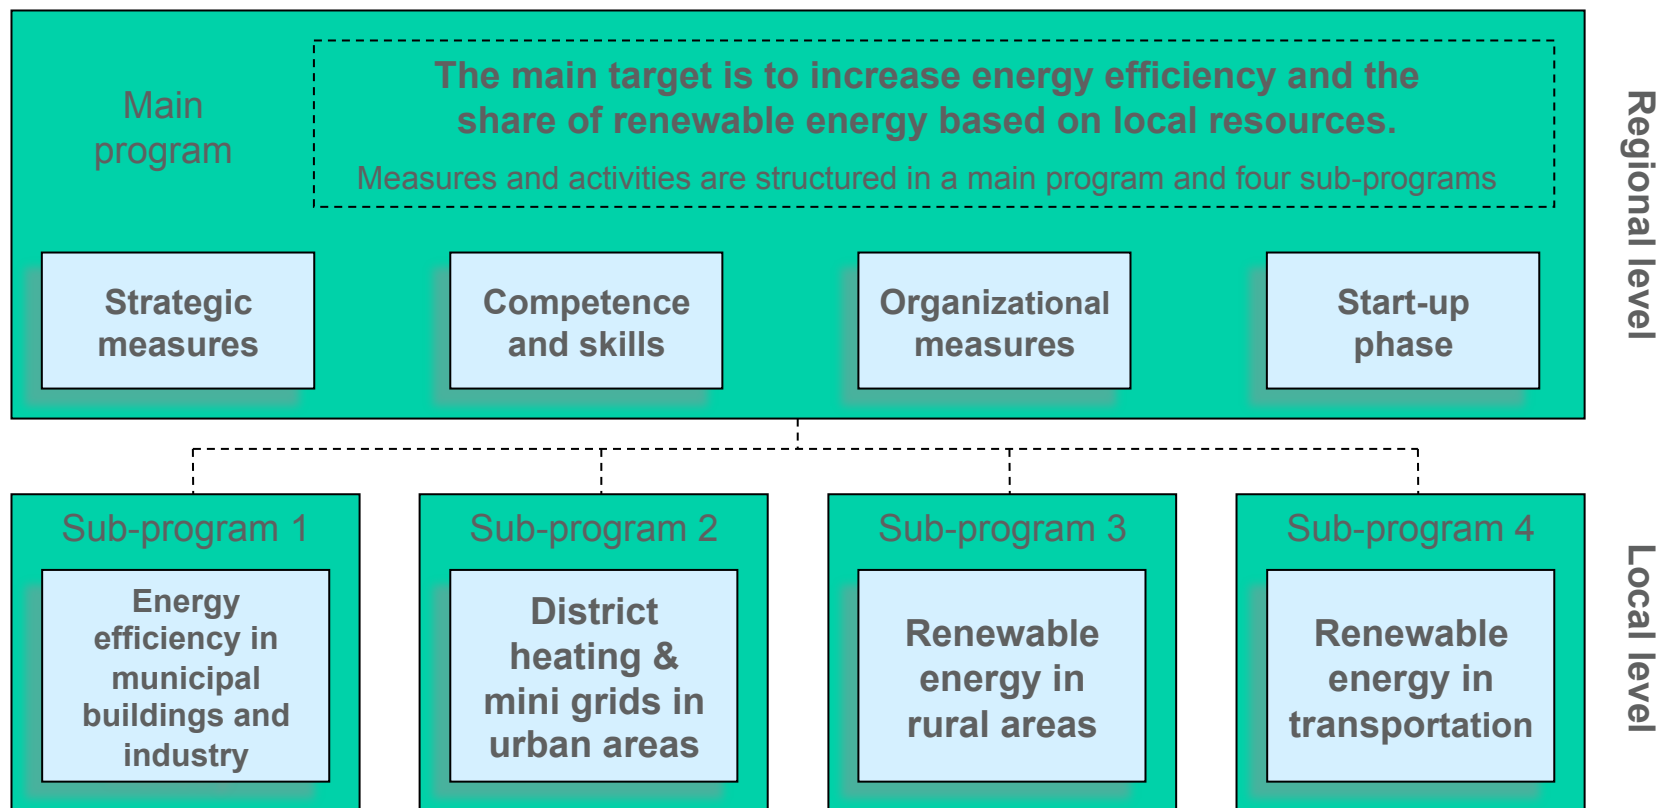 Main
program
The main target is to increase energy efficiency and the
share of renewable energy based on local resources.
Measures and activities are structured in a main program and four sub-programs
Strategic
measures
Competence
and skills
Organizational
measures
Start-up
phase
Regional level
Sub-program 1
Energy
efficiency in
municipal
buildings and
industry
Sub-program 2
District
heating &
mini grids in
urban areas
Sub-program 3
Renewable
energy in
rural areas
Sub-program 4
Renewable
energy in
transportation
Local level